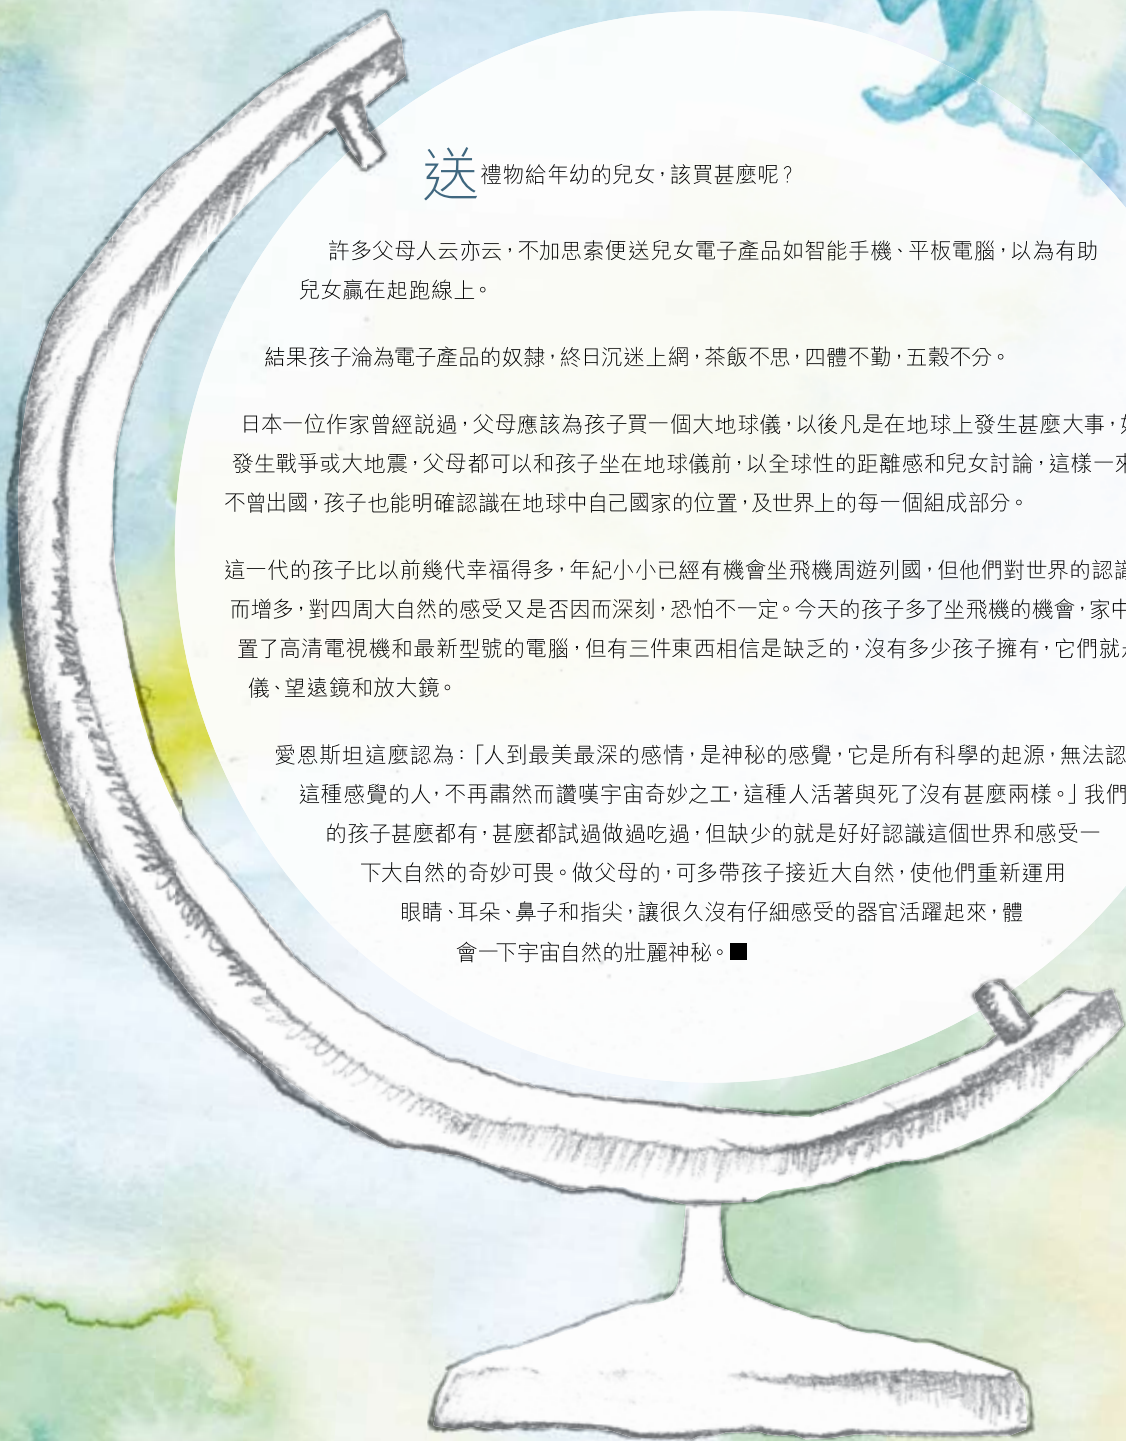 送禮物給年幼的兒女，該買甚麼呢？
許多父母人云亦云，不加思索便送兒女電子產品如智能手機、平板電腦，以為有助
兒女贏在起跑線上。
結果孩子淪為電子產品的奴隸，終日沉迷上網，茶飯不思，四體不勤，五穀不分。
日本一位作家曾經說過，父母應該為孩子買一個大地球儀，以後凡是在地球上發生甚麼大事，
發生戰爭或大地震，父母都可以和孩子坐在地球儀前，以全球性的距離感和兒女討論，這樣一來
不曾出國，孩子也能明確認識在地球中自己國家的位置，及世界上的每一個組成部分。
這一代的孩子比以前幾代幸福得多，年紀小小已經有機會坐飛機周遊列國，但他們對世界的認識
而增多，對四周大自然的感受又是否因而深刻，恐怕不一定。今天的孩子多了坐飛機的機會，家中
置了高清電視機和最新型號的電腦，但有三件東西相信是缺乏的，沒有多少孩子擁有，它們就
儀、望遠鏡和放大鏡。
愛恩斯坦這麼認為：「人到最美最深的感情，是神秘的感覺，它是所有科學的起源，無法認
這種感覺的人，不再肅然而讚嘆宇宙奇妙之工，這種人活著與死了沒有甚麼兩樣。」我們
的孩子甚麼都有，甚麼都試過做過吃過，但缺少的就是好好認識這個世界和感受一
下大自然的奇妙可畏。做父母的，可多帶孩子接近大自然，使他們重新運用
眼睛、耳朵、鼻子和指尖，讓很久沒有仔細感受的器官活躍起來，體
會一下宇宙自然的壯麗神秘。■